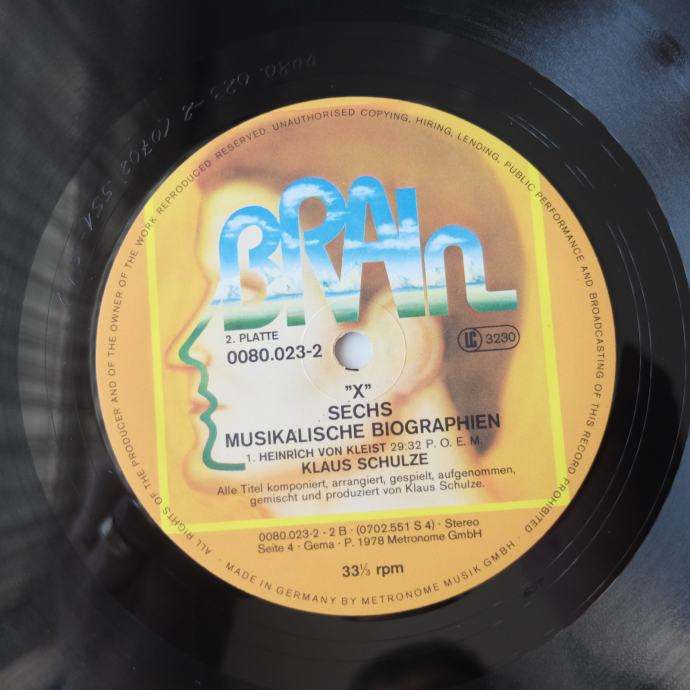 BRAIN
2. PLATTE
0080.023-2
LC 3230
"X"
SECHS
MUSIKALISCHE BIOGRAPHIEN
1. HEINRICH VON KLEIST 29:32 P. O. E. M.
KLAUS SCHULZE
Alle Titel komponiert, arrangiert, gespielt, aufgenommen,
gemischt und produziert von Klaus Schulze.
0080.023-2 - 2 B · (0702.551 S 4) · Stereo
Seite 4 · Gema · P. 1978 Metronome GmbH
33⅓ rpm
ALL RIGHTS OF THE PRODUCER AND OF THE OWNER OF THE WORK REPRODUCED RESERVED. UNAUTHORISED COPYING, HIRING, LENDING, PUBLIC PERFORMANCE AND BROADCASTING OF THIS RECORD PROHIBITED
· MADE IN GERMANY BY METRONOME MUSIK GMBH ·
0080 023-2 (0702 551